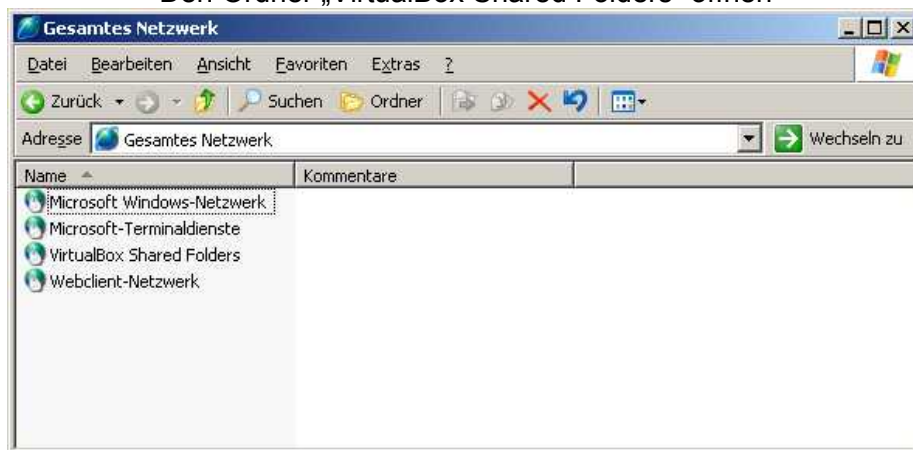 Den Ordner „VirtualBox Shared Folders“ öffnen
Gesamtes Netzwerk
Datei Bearbeiten Ansicht Favoriten Extras ?
Zurück Suchen Ordner
Adresse Gesamtes Netzwerk Wechseln zu
Name Kommentare
Microsoft Windows-Netzwerk
Microsoft-Terminaldienste
VirtualBox Shared Folders
Webclient-Netzwerk